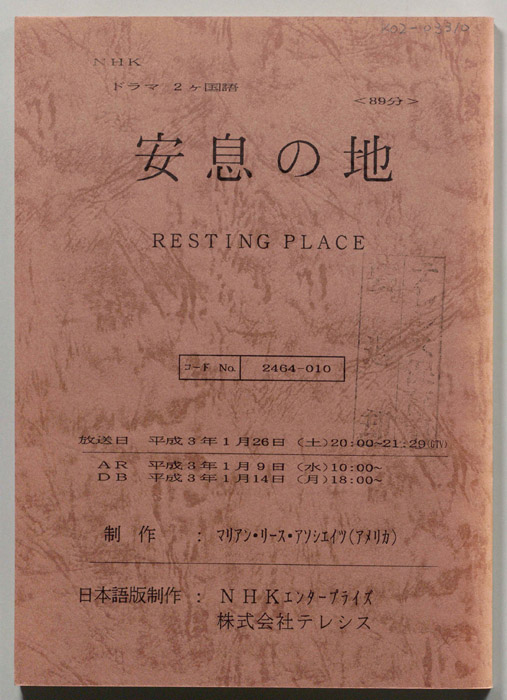 NHK
ドラマ 2ヶ国語
<89分>
安息の地
RESTING PLACE
コード No. 2464-010
放送日 平成3年1月26日(土)20:00~21:29(GTV)
AR 平成3年1月9日(水)10:00~
DB 平成3年1月14日(月)18:00~
制作 : マリアン・リース・アソシエイツ(アメリカ)
日本語版制作 : NHKエンタープライズ
株式会社テレシス